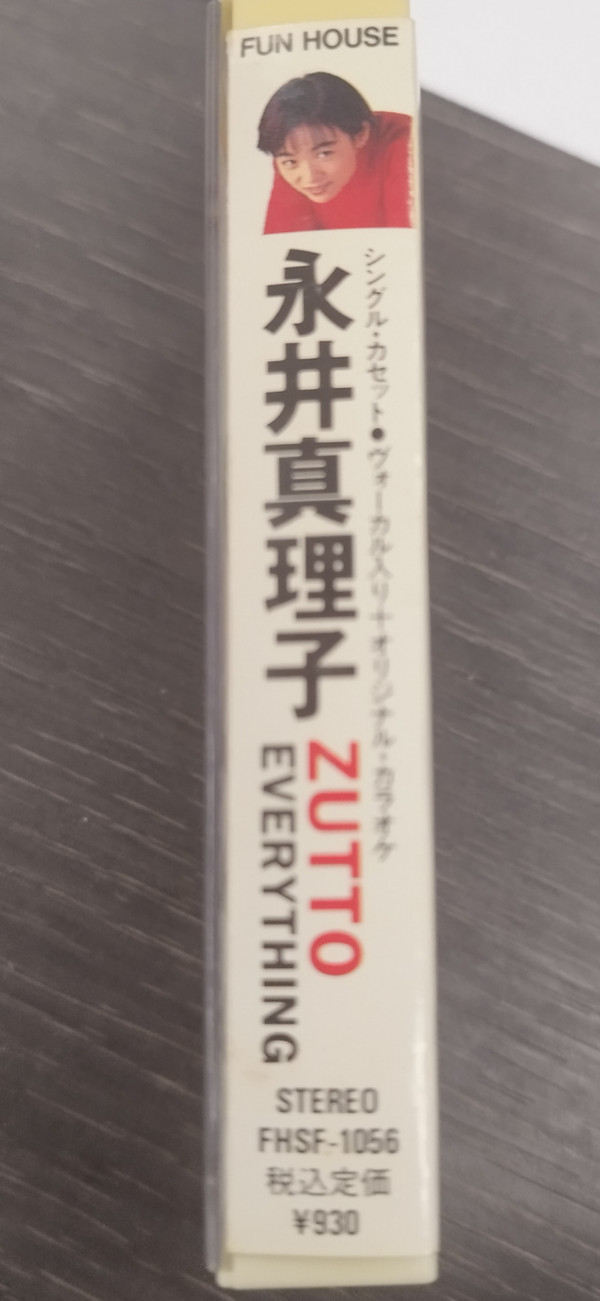 FUN HOUSE
シングル・カセット●ヴォーカル入り+オリジナル・カラオケ
永井真理子
ZUTTO
EVERYTHING
STEREO
FHSF-1056
税込定価
¥930